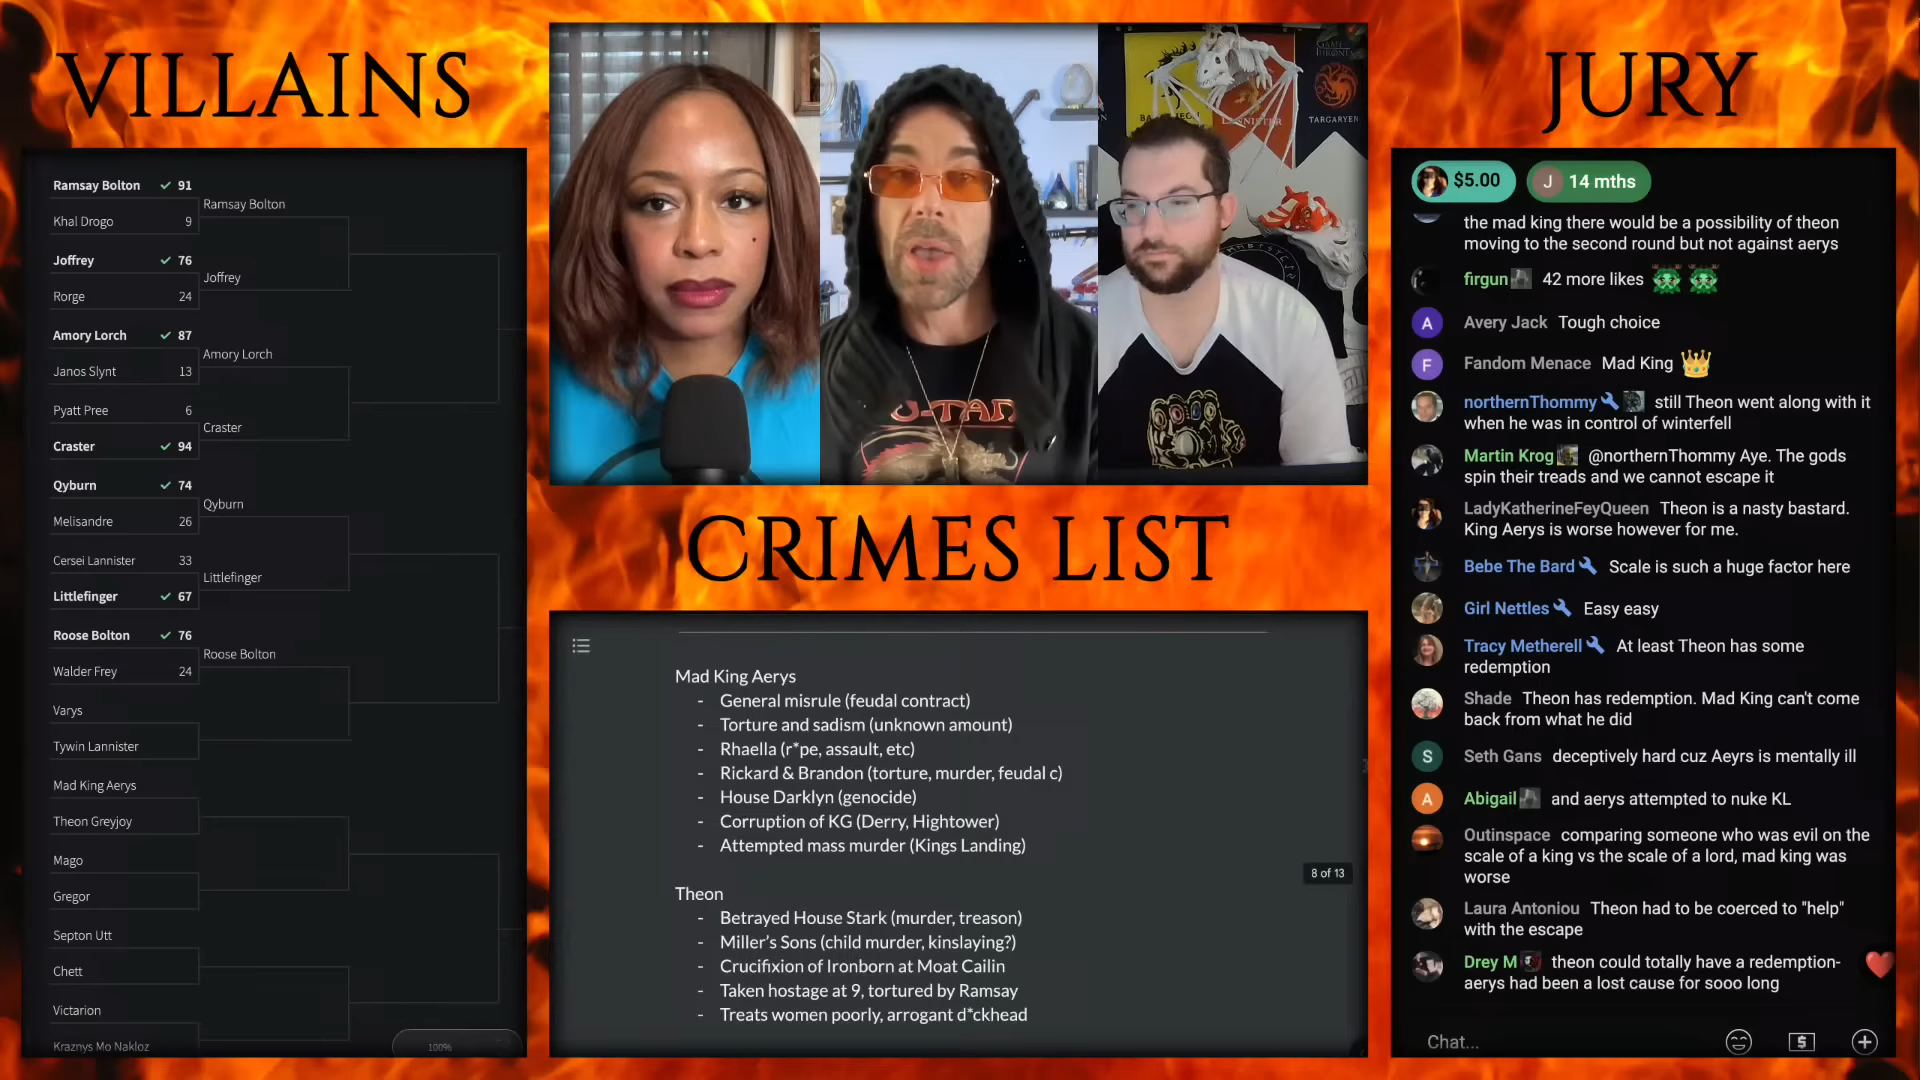 VILLAINS
Ramsay Bolton ✓ 91
Khal Drogo 9
Ramsay Bolton
Joffrey ✓ 76
Rorge 24
Joffrey
Amory Lorch ✓ 87
Janos Slynt 13
Amory Lorch
Pyatt Pree 6
Craster ✓ 94
Craster
Qyburn ✓ 74
Melisandre 26
Qyburn
Cersei Lannister 33
Littlefinger ✓ 67
Littlefinger
Roose Bolton ✓ 76
Walder Frey 24
Roose Bolton
Varys
Tywin Lannister
Mad King Aerys
Theon Greyjoy
Mago
Gregor
Septon Utt
Chett
Victarion
Kraznys Mo Nakloz
100%
GAME
THRONES
LANNISTER
TARGARYEN
J-TAN
CRIMES LIST
Mad King Aerys
- General misrule (feudal contract)
- Torture and sadism (unknown amount)
- Rhaella (r*pe, assault, etc)
- Rickard & Brandon (torture, murder, feudal c)
- House Darklyn (genocide)
- Corruption of KG (Derry, Hightower)
- Attempted mass murder (Kings Landing)
8 of 13
Theon
- Betrayed House Stark (murder, treason)
- Miller's Sons (child murder, kinslaying?)
- Crucifixion of Ironborn at Moat Cailin
- Taken hostage at 9, tortured by Ramsay
- Treats women poorly, arrogant d*ckhead
JURY
$5.00
J 14 mths
the mad king there would be a possibility of theon
moving to the second round but not against aerys
firgun 42 more likes
A Avery Jack Tough choice
F Fandom Menace Mad King
northernThommy still Theon went along with it
when he was in control of winterfell
Martin Krog @northernThommy Aye. The gods
spin their treads and we cannot escape it
LadyKatherineFeyQueen Theon is a nasty bastard.
King Aerys is worse however for me.
Bebe The Bard Scale is such a huge factor here
Girl Nettles Easy easy
Tracy Metherell At least Theon has some
redemption
Shade Theon has redemption. Mad King can't come
back from what he did
S Seth Gans deceptively hard cuz Aeyrs is mentally ill
A Abigail and aerys attempted to nuke KL
Outinspace comparing someone who was evil on the
scale of a king vs the scale of a lord, mad king was
worse
Laura Antoniou Theon had to be coerced to "help"
with the escape
Drey M theon could totally have a redemption-
aerys had been a lost cause for sooo long
Chat...